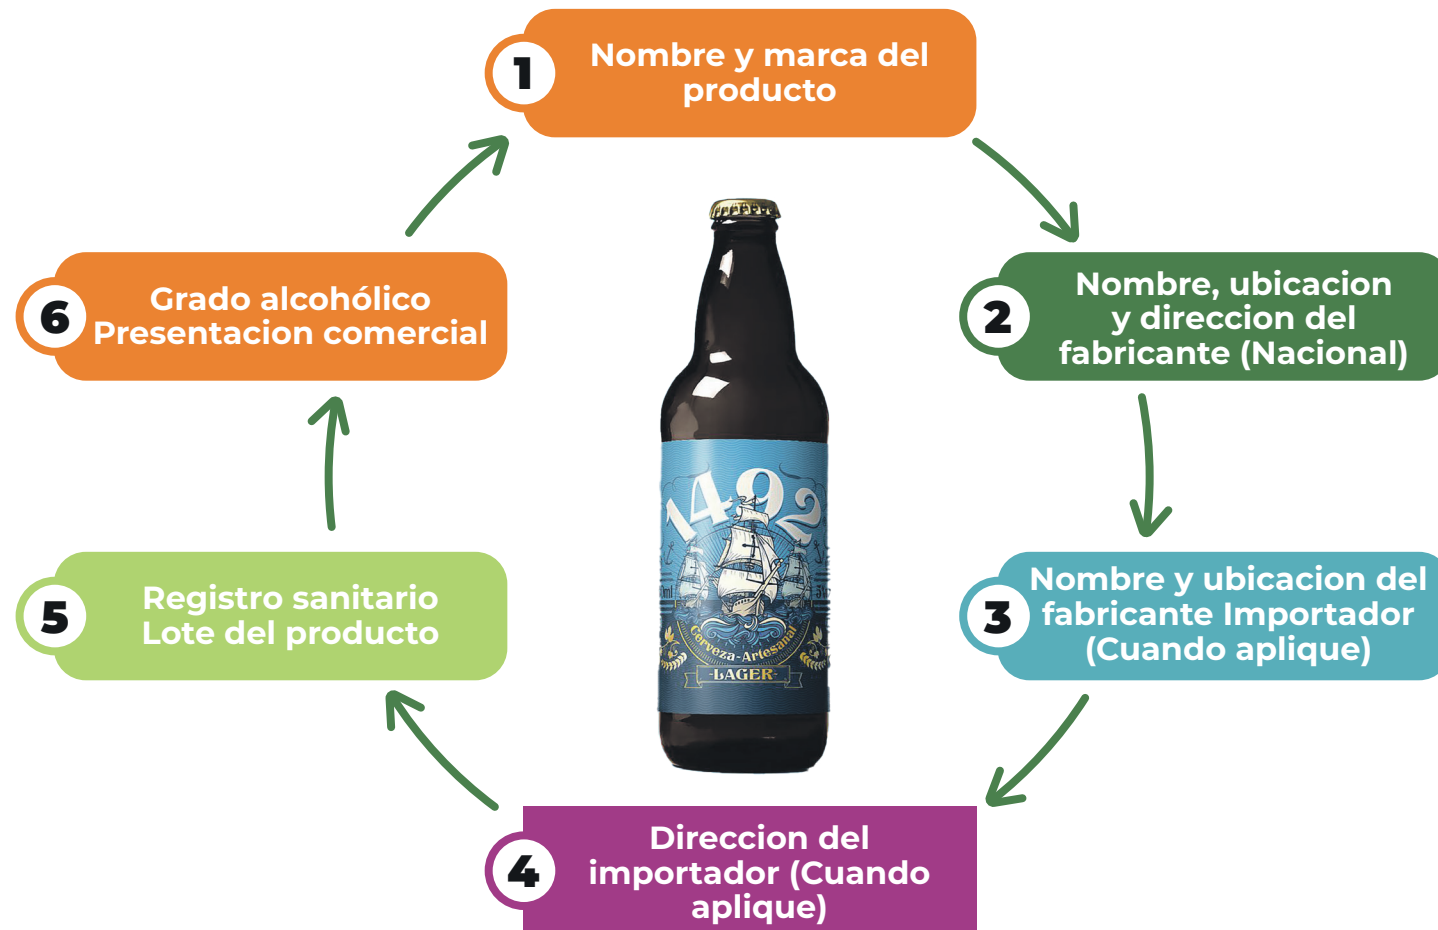 1
Nombre y marca del
producto
2
Nombre, ubicacion
y direccion del
fabricante (Nacional)
3
Nombre y ubicacion del
fabricante Importador
(Cuando aplique)
4
Direccion del
importador (Cuando
aplique)
5
Registro sanitario
Lote del producto
6
Grado alcohólico
Presentacion comercial
1492
Cerveza-Artesanal
-LAGER-